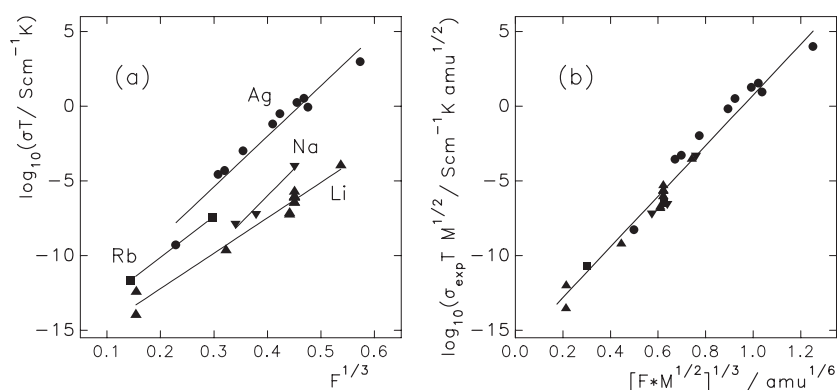 (a)
log₁₀(σT/ Scm⁻¹K)
5
0
−5
−10
−15
Ag
Na
Li
Rb
0.1 0.2 0.3 0.4 0.5 0.6
F^1/3
(b)
log₁₀(σ_exp T M^1/2/ Scm⁻¹K amu^1/2)
5
0
−5
−10
−15
0.0 0.2 0.4 0.6 0.8 1.0 1.2
[F*M^1/2]^1/3 / amu^1/6